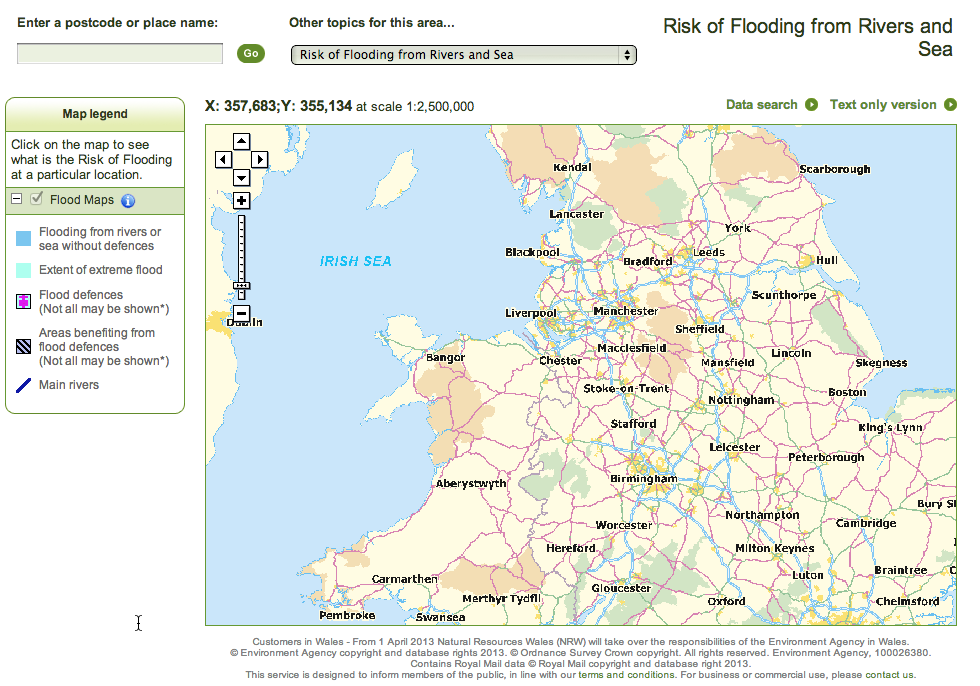 Enter a postcode or place name:
Go
Other topics for this area...
Risk of Flooding from Rivers and Sea
Risk of Flooding from Rivers and
Sea
Map legend
Click on the map to see
what is the Risk of Flooding
at a particular location.
Flood Maps
Flooding from rivers or
sea without defences
Extent of extreme flood
Flood defences
(Not all may be shown*)
Areas benefiting from
flood defences
(Not all may be shown*)
Main rivers
X: 357,683;Y: 355,134 at scale 1:2,500,000
Data search
Text only version
Kendal
Scarborough
Lancaster
York
Blackpool
IRISH SEA
Bradford
Leeds
Hull
Scunthorpe
Liverpool
Manchester
Dublin
Sheffield
Macclesfield
Bangor
Chester
Mansfield
Lincoln
Skegness
Stoke-on-Trent
Nottingham
Boston
Stafford
King's Lynn
Leicester
Peterborough
Aberystwyth
Birmingham
Bury S
Northampton
Cambridge
Worcester
Hereford
Milton Keynes
Carmarthen
Luton
Braintree
C
Merthyr Tydfil
Gloucester
Oxford
Chelmsford
Pembroke
Swansea
Customers in Wales - From 1 April 2013 Natural Resources Wales (NRW) will take over the responsibilities of the Environment Agency in Wales.
© Environment Agency copyright and database rights 2013. © Ordnance Survey Crown copyright. All rights reserved. Environment Agency, 100026380.
Contains Royal Mail data © Royal Mail copyright and database right 2013.
This service is designed to inform members of the public, in line with our terms and conditions. For business or commercial use, please contact us.